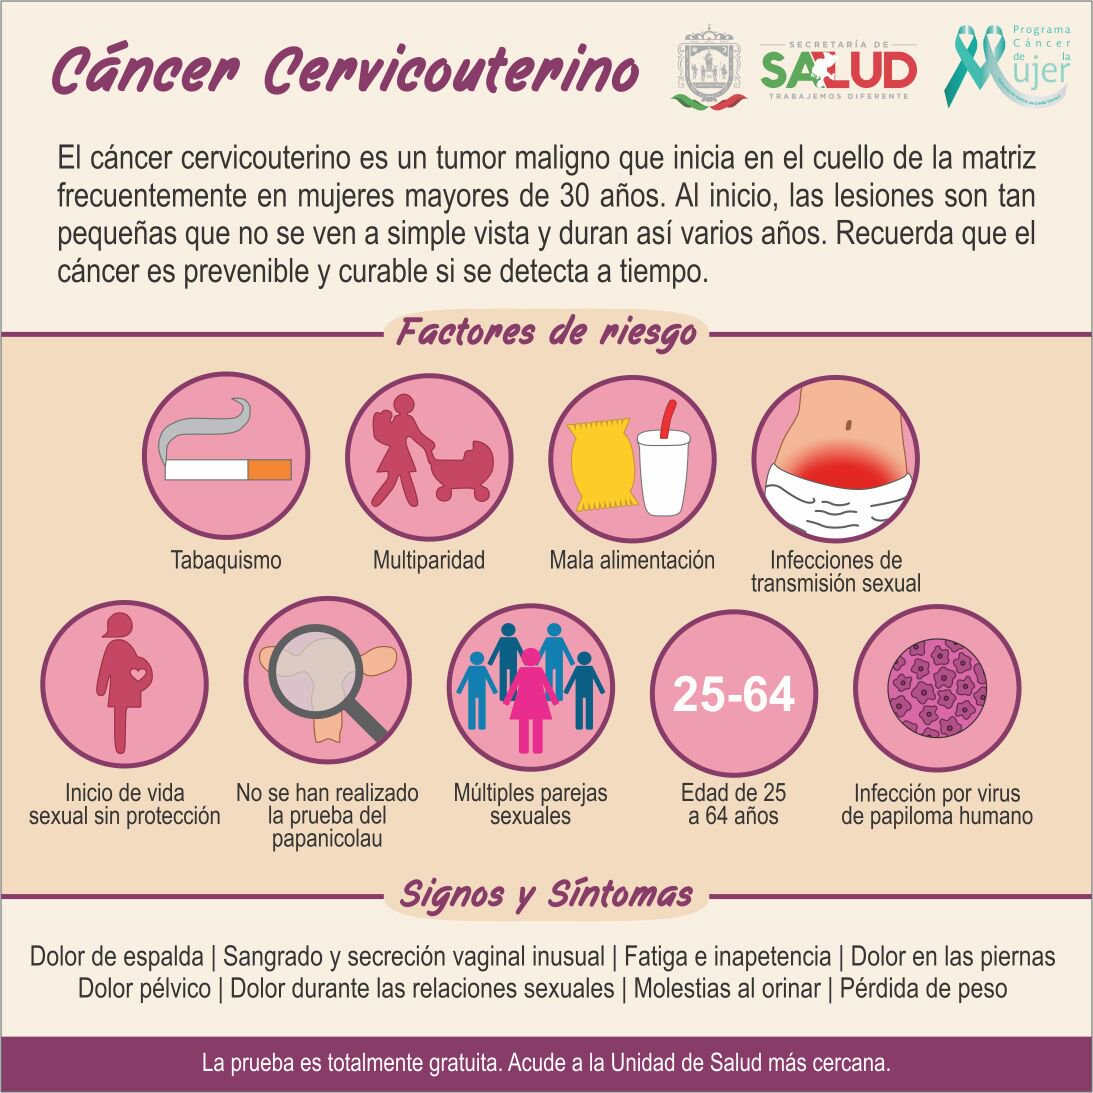 Cáncer Cervicouterino
SECRETARÍA DE
SALUD
TRABAJEMOS DIFERENTE
Programa
Cáncer
de la
Mujer
El cáncer cervicouterino es un tumor maligno que inicia en el cuello de la matriz
frecuentemente en mujeres mayores de 30 años. Al inicio, las lesiones son tan
pequeñas que no se ven a simple vista y duran así varios años. Recuerda que el
cáncer es prevenible y curable si se detecta a tiempo.
Factores de riesgo
Tabaquismo
Multiparidad
Mala alimentación
Infecciones de
transmisión sexual
Inicio de vida
sexual sin protección
No se han realizado
la prueba del
papanicolau
Múltiples parejas
sexuales
25-64
Edad de 25
a 64 años
Infección por virus
de papiloma humano
Signos y Síntomas
Dolor de espalda | Sangrado y secreción vaginal inusual | Fatiga e inapetencia | Dolor en las piernas
Dolor pélvico | Dolor durante las relaciones sexuales | Molestias al orinar | Pérdida de peso
La prueba es totalmente gratuita. Acude a la Unidad de Salud más cercana.